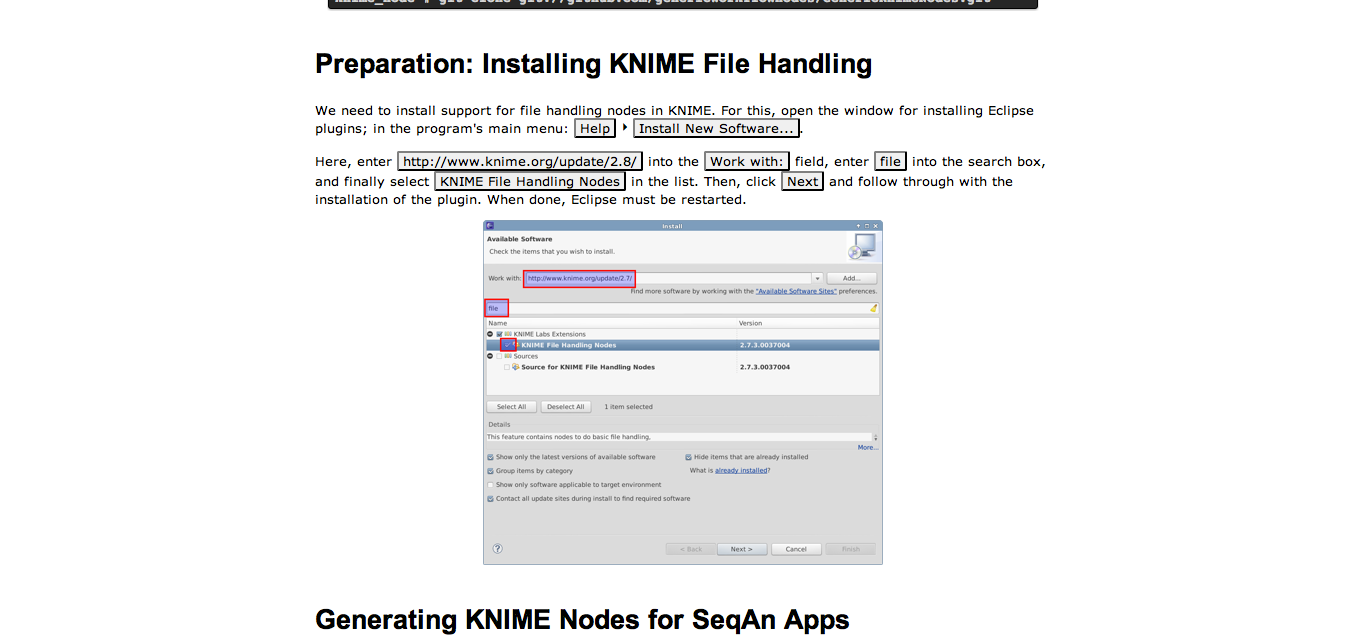 Preparation: Installing KNIME File Handling
We need to install support for file handling nodes in KNIME. For this, open the window for installing Eclipse
plugins; in the program's main menu: Help ‣ Install New Software....
Here, enter http://www.knime.org/update/2.8/ into the Work with: field, enter file into the search box,
and finally select KNIME File Handling Nodes in the list. Then, click Next and follow through with the
installation of the plugin. When done, Eclipse must be restarted.
Install
Available Software
Check the items that you wish to install.
Work with: http://www.knime.org/update/2.7/ Add...
Find more software by working with the "Available Software Sites" preferences.
file
Name Version
KNIME Labs Extensions
KNIME File Handling Nodes 2.7.3.0037004
Sources
Source for KNIME File Handling Nodes 2.7.3.0037004
Select All Deselect All 1 item selected
Details
This feature contains nodes to do basic file handling,
More...
Show only the latest versions of available software Hide items that are already installed
Group items by category What is already installed?
Show only software applicable to target environment
Contact all update sites during install to find required software
? < Back Next > Cancel Finish
Generating KNIME Nodes for SeqAn Apps